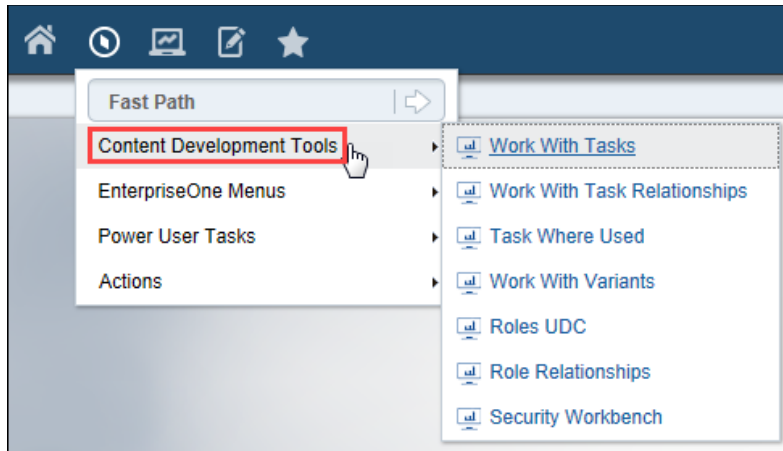 Fast Path
Content Development Tools
EnterpriseOne Menus
Power User Tasks
Actions
Work With Tasks
Work With Task Relationships
Task Where Used
Work With Variants
Roles UDC
Role Relationships
Security Workbench